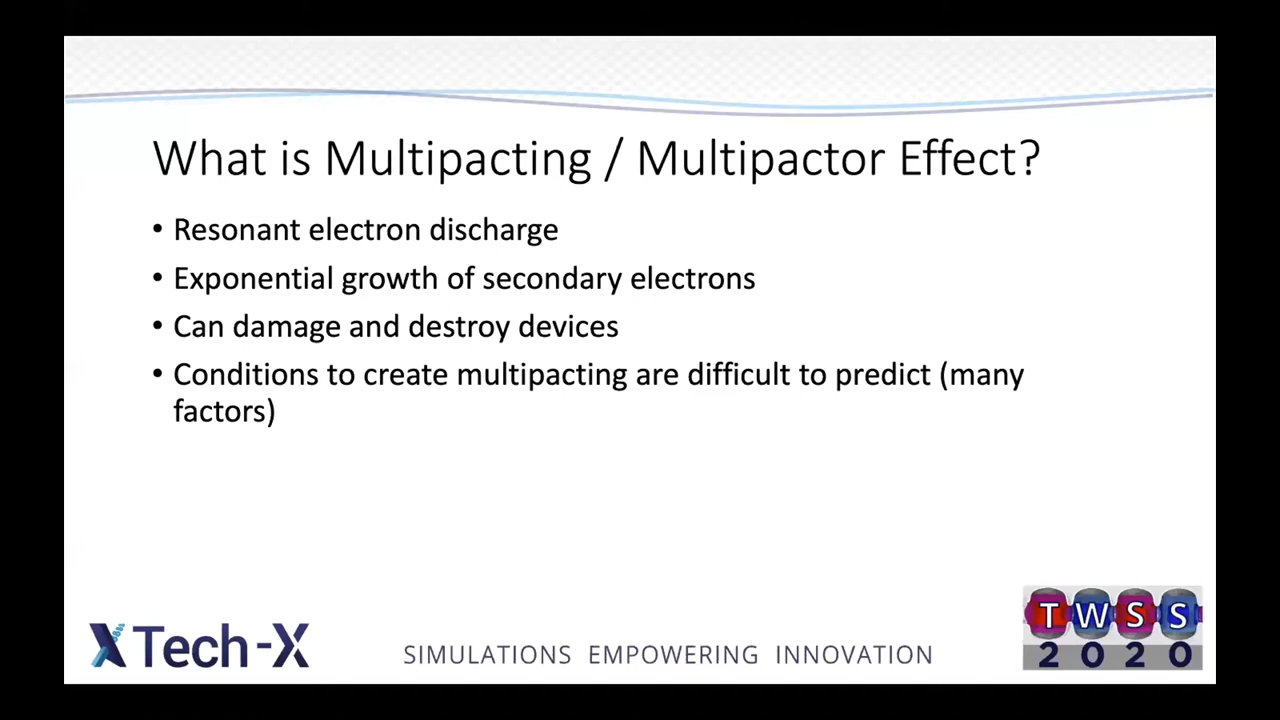 What is Multipacting / Multipactor Effect?
• Resonant electron discharge
• Exponential growth of secondary electrons
• Can damage and destroy devices
• Conditions to create multipacting are difficult to predict (many
factors)
Tech-X
SIMULATIONS EMPOWERING INNOVATION
TWSS
2020